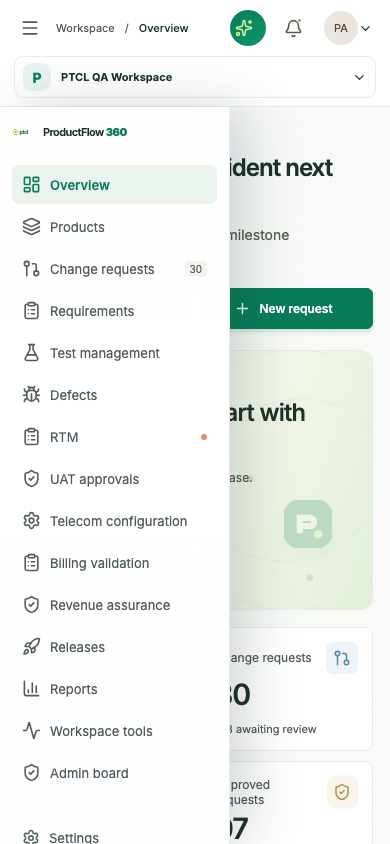 Workspace / Overview
PA
P PTCL QA Workspace
ptcl ProductFlow 360
Overview
Products
Change requests 30
Requirements
Test management
Defects
RTM
UAT approvals
Telecom configuration
Billing validation
Revenue assurance
Releases
Reports
Workspace tools
Admin board
Settings
ident next
milestone
New request
art with
ase.
P
ange requests
30
awaiting review
proved
quests